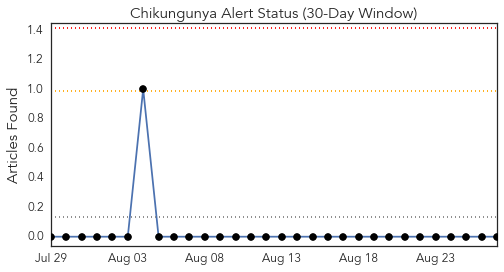 Chikungunya Alert Status (30-Day Window)
Articles Found
1.4
1.2
1.0
0.8
0.6
0.4
0.2
0.0
Jul 29
Aug 03
Aug 08
Aug 13
Aug 18
Aug 23